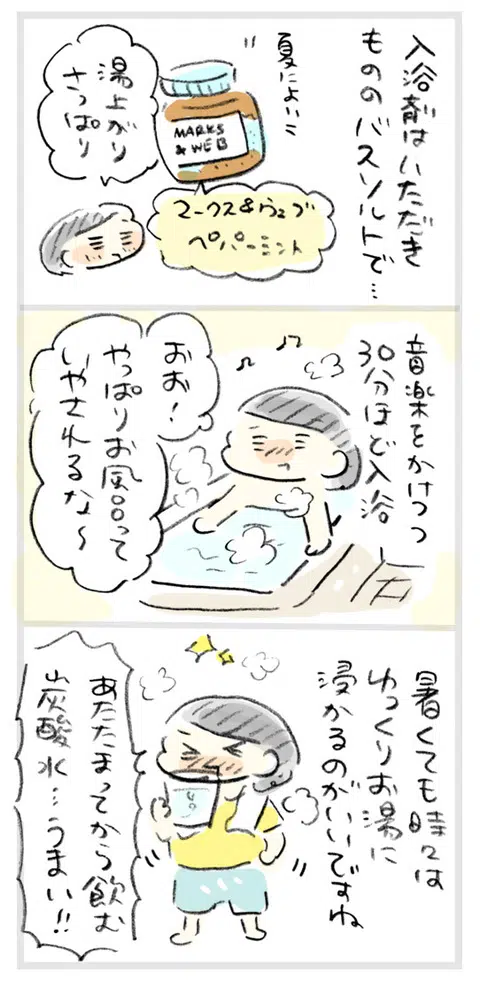 入浴剤はいただき
もののバスソルトで…
夏によい
MARKS
& WEB
湯上がり
さっぱり
マークス&ウェブ
ペパーミント
音楽をかけつつ
30分ほど入浴
おお!
やっぱりお風呂って
いやされるな～
暑くても時々は
ゆっくりお湯に
浸かるのがいいですね
あたたまってから飲む
炭酸水…うまい!!